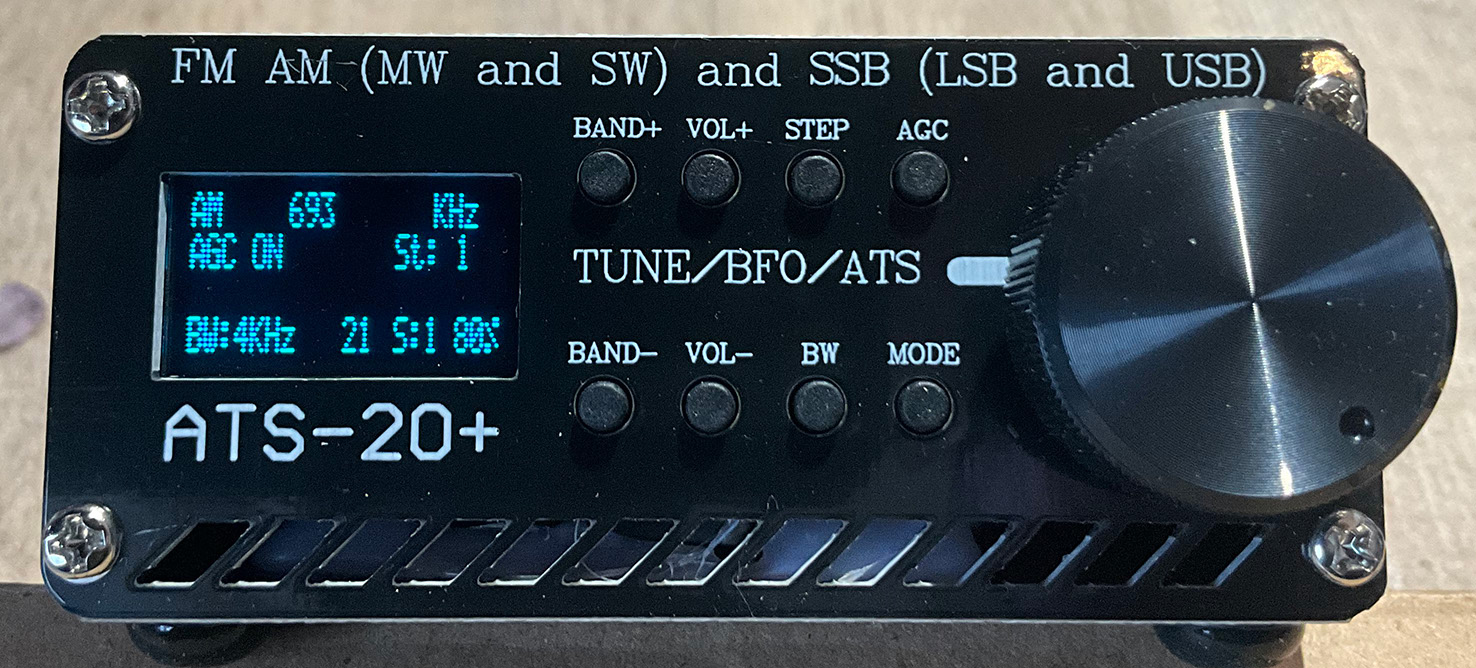 FM AM (MW and SW) and SSB (LSB and USB)
BAND+ VOL+ STEP AGC
AM 693 KHz
AGC ON St: 1
TUNE/BFO/ATS
BW:4KHz 21 S:1 80%
BAND- VOL- BW MODE
ATS-20+